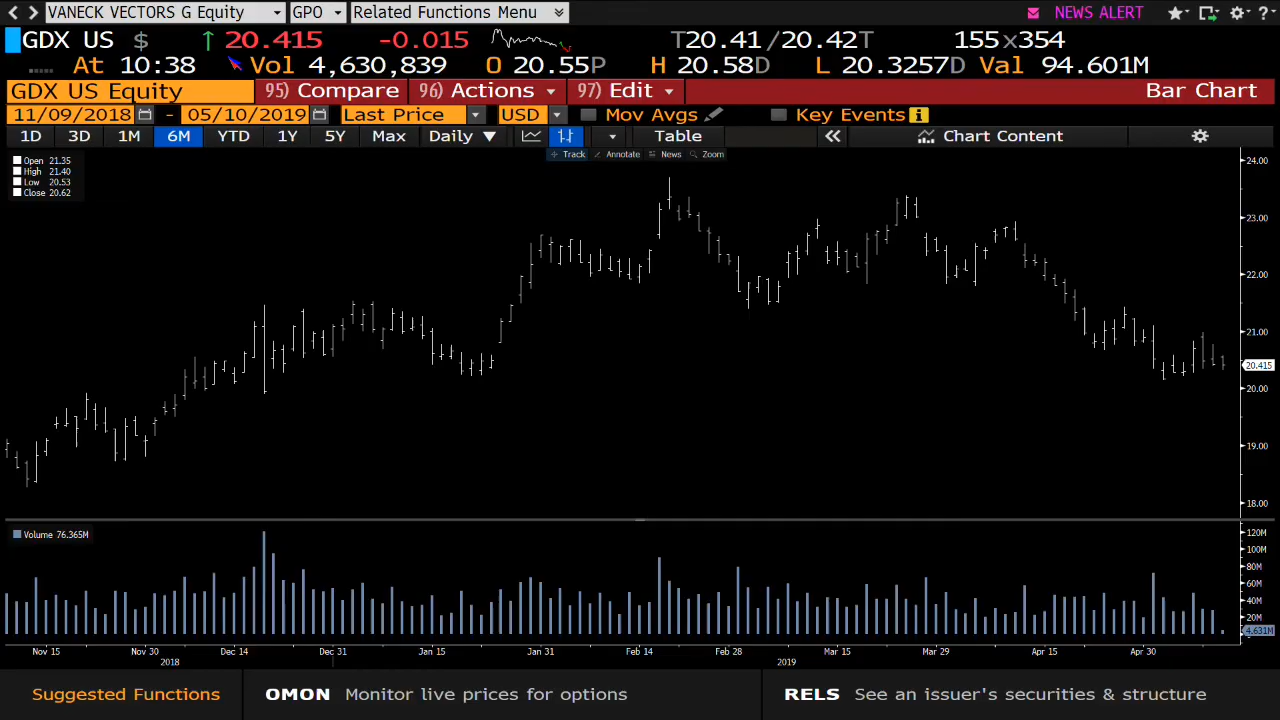 VANECK VECTORS G Equity GPO Related Functions Menu NEWS ALERT ?
GDX US $ ↑ 20.415 -0.015 T20.41/20.42T 155x354
At 10:38 Vol 4,630,839 O 20.55P H 20.58D L 20.3257D Val 94.601M
GDX US Equity 95) Compare 96) Actions 97) Edit Bar Chart
11/09/2018 - 05/10/2019 Last Price USD Mov Avgs Key Events i
1D 3D 1M 6M YTD 1Y 5Y Max Daily ▼ Table « Chart Content
Track Annotate News Zoom
Open 21.35
High 21.40
Low 20.53
Close 20.62
24.00
23.00
22.00
21.00
20.415
20.00
19.00
18.00
Volume 76.365M
120M
100M
80M
60M
40M
20M
4.631M
Nov 15 Nov 30 Dec 14 Dec 31 Jan 15 Jan 31 Feb 14 Feb 28 Mar 15 Mar 29 Apr 15 Apr 30
2018 2019
Suggested Functions OMON Monitor live prices for options RELS See an issuer's securities & structure